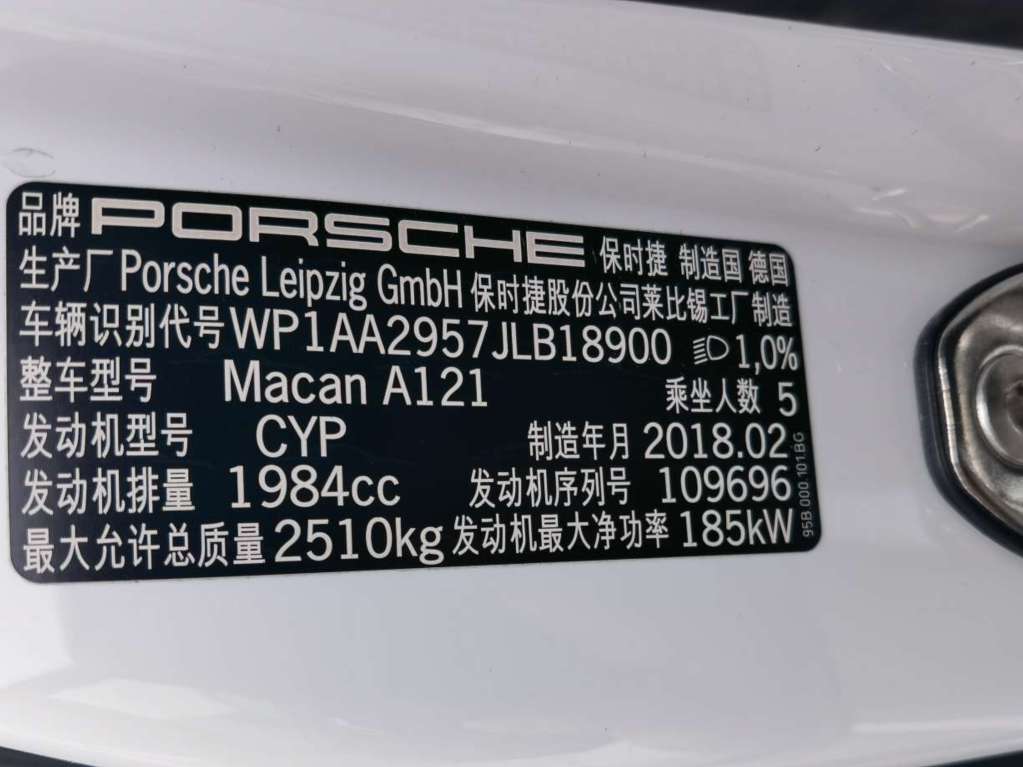 品牌 PORSCHE 保时捷 制造国 德国
生产厂 Porsche Leipzig GmbH 保时捷股份公司莱比锡工厂制造
车辆识别代号 WP1AA2957JLB18900 1,0%
整车型号 Macan A121 乘坐人数 5
发动机型号 CYP 制造年月 2018.02
发动机排量 1984cc 发动机序列号 109696
最大允许总质量 2510kg 发动机最大净功率 185kW
95B.000.101.BG